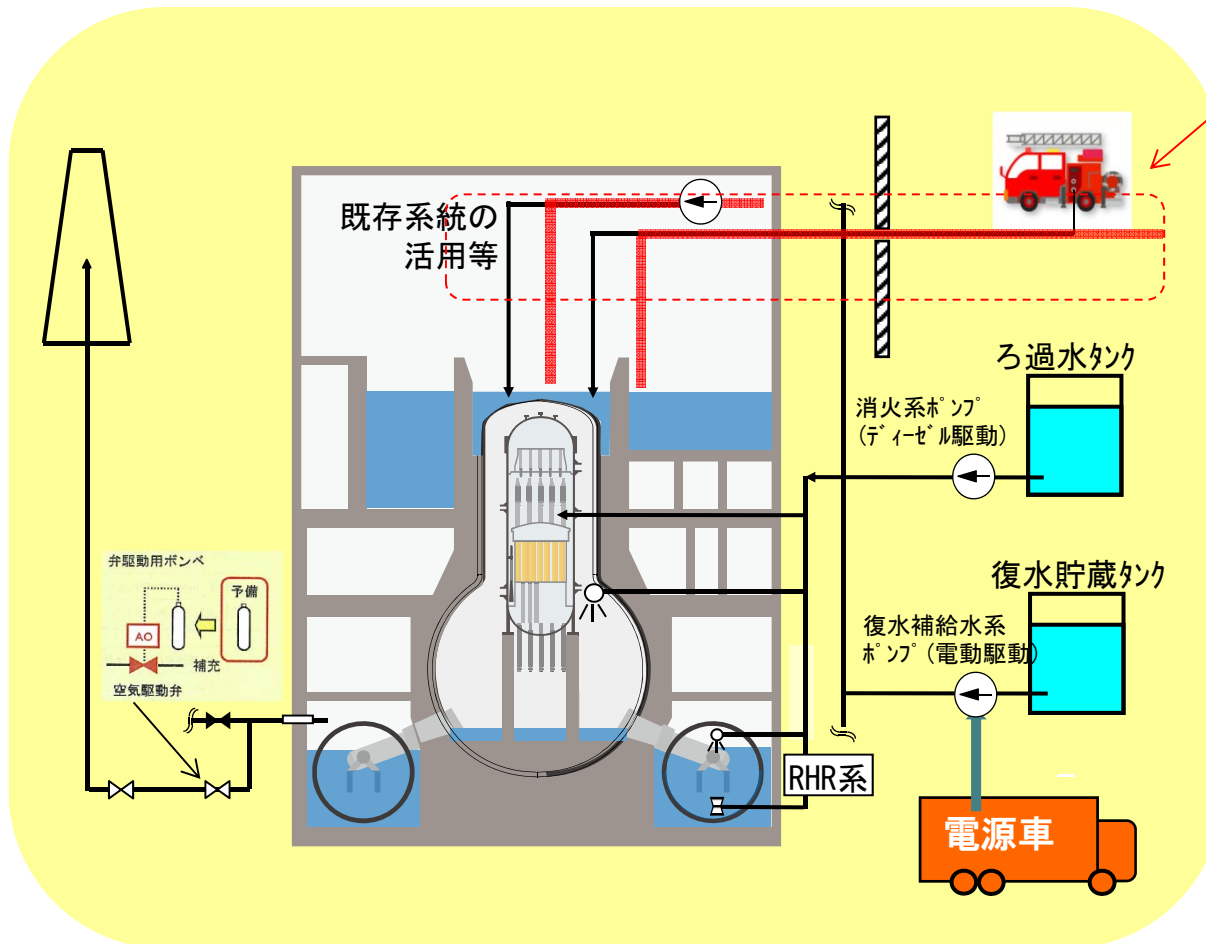 既存系統の
活用等
ろ過水ﾀﾝｸ
消火系ﾎﾟﾝﾌﾟ
(ﾃﾞｨｰｾﾞﾙ駆動)
復水貯蔵ﾀﾝｸ
復水補給水系
ﾎﾟﾝﾌﾟ(電動駆動)
弁駆動用ボンベ
予備
AO
補充
空気駆動弁
RHR系
電源車